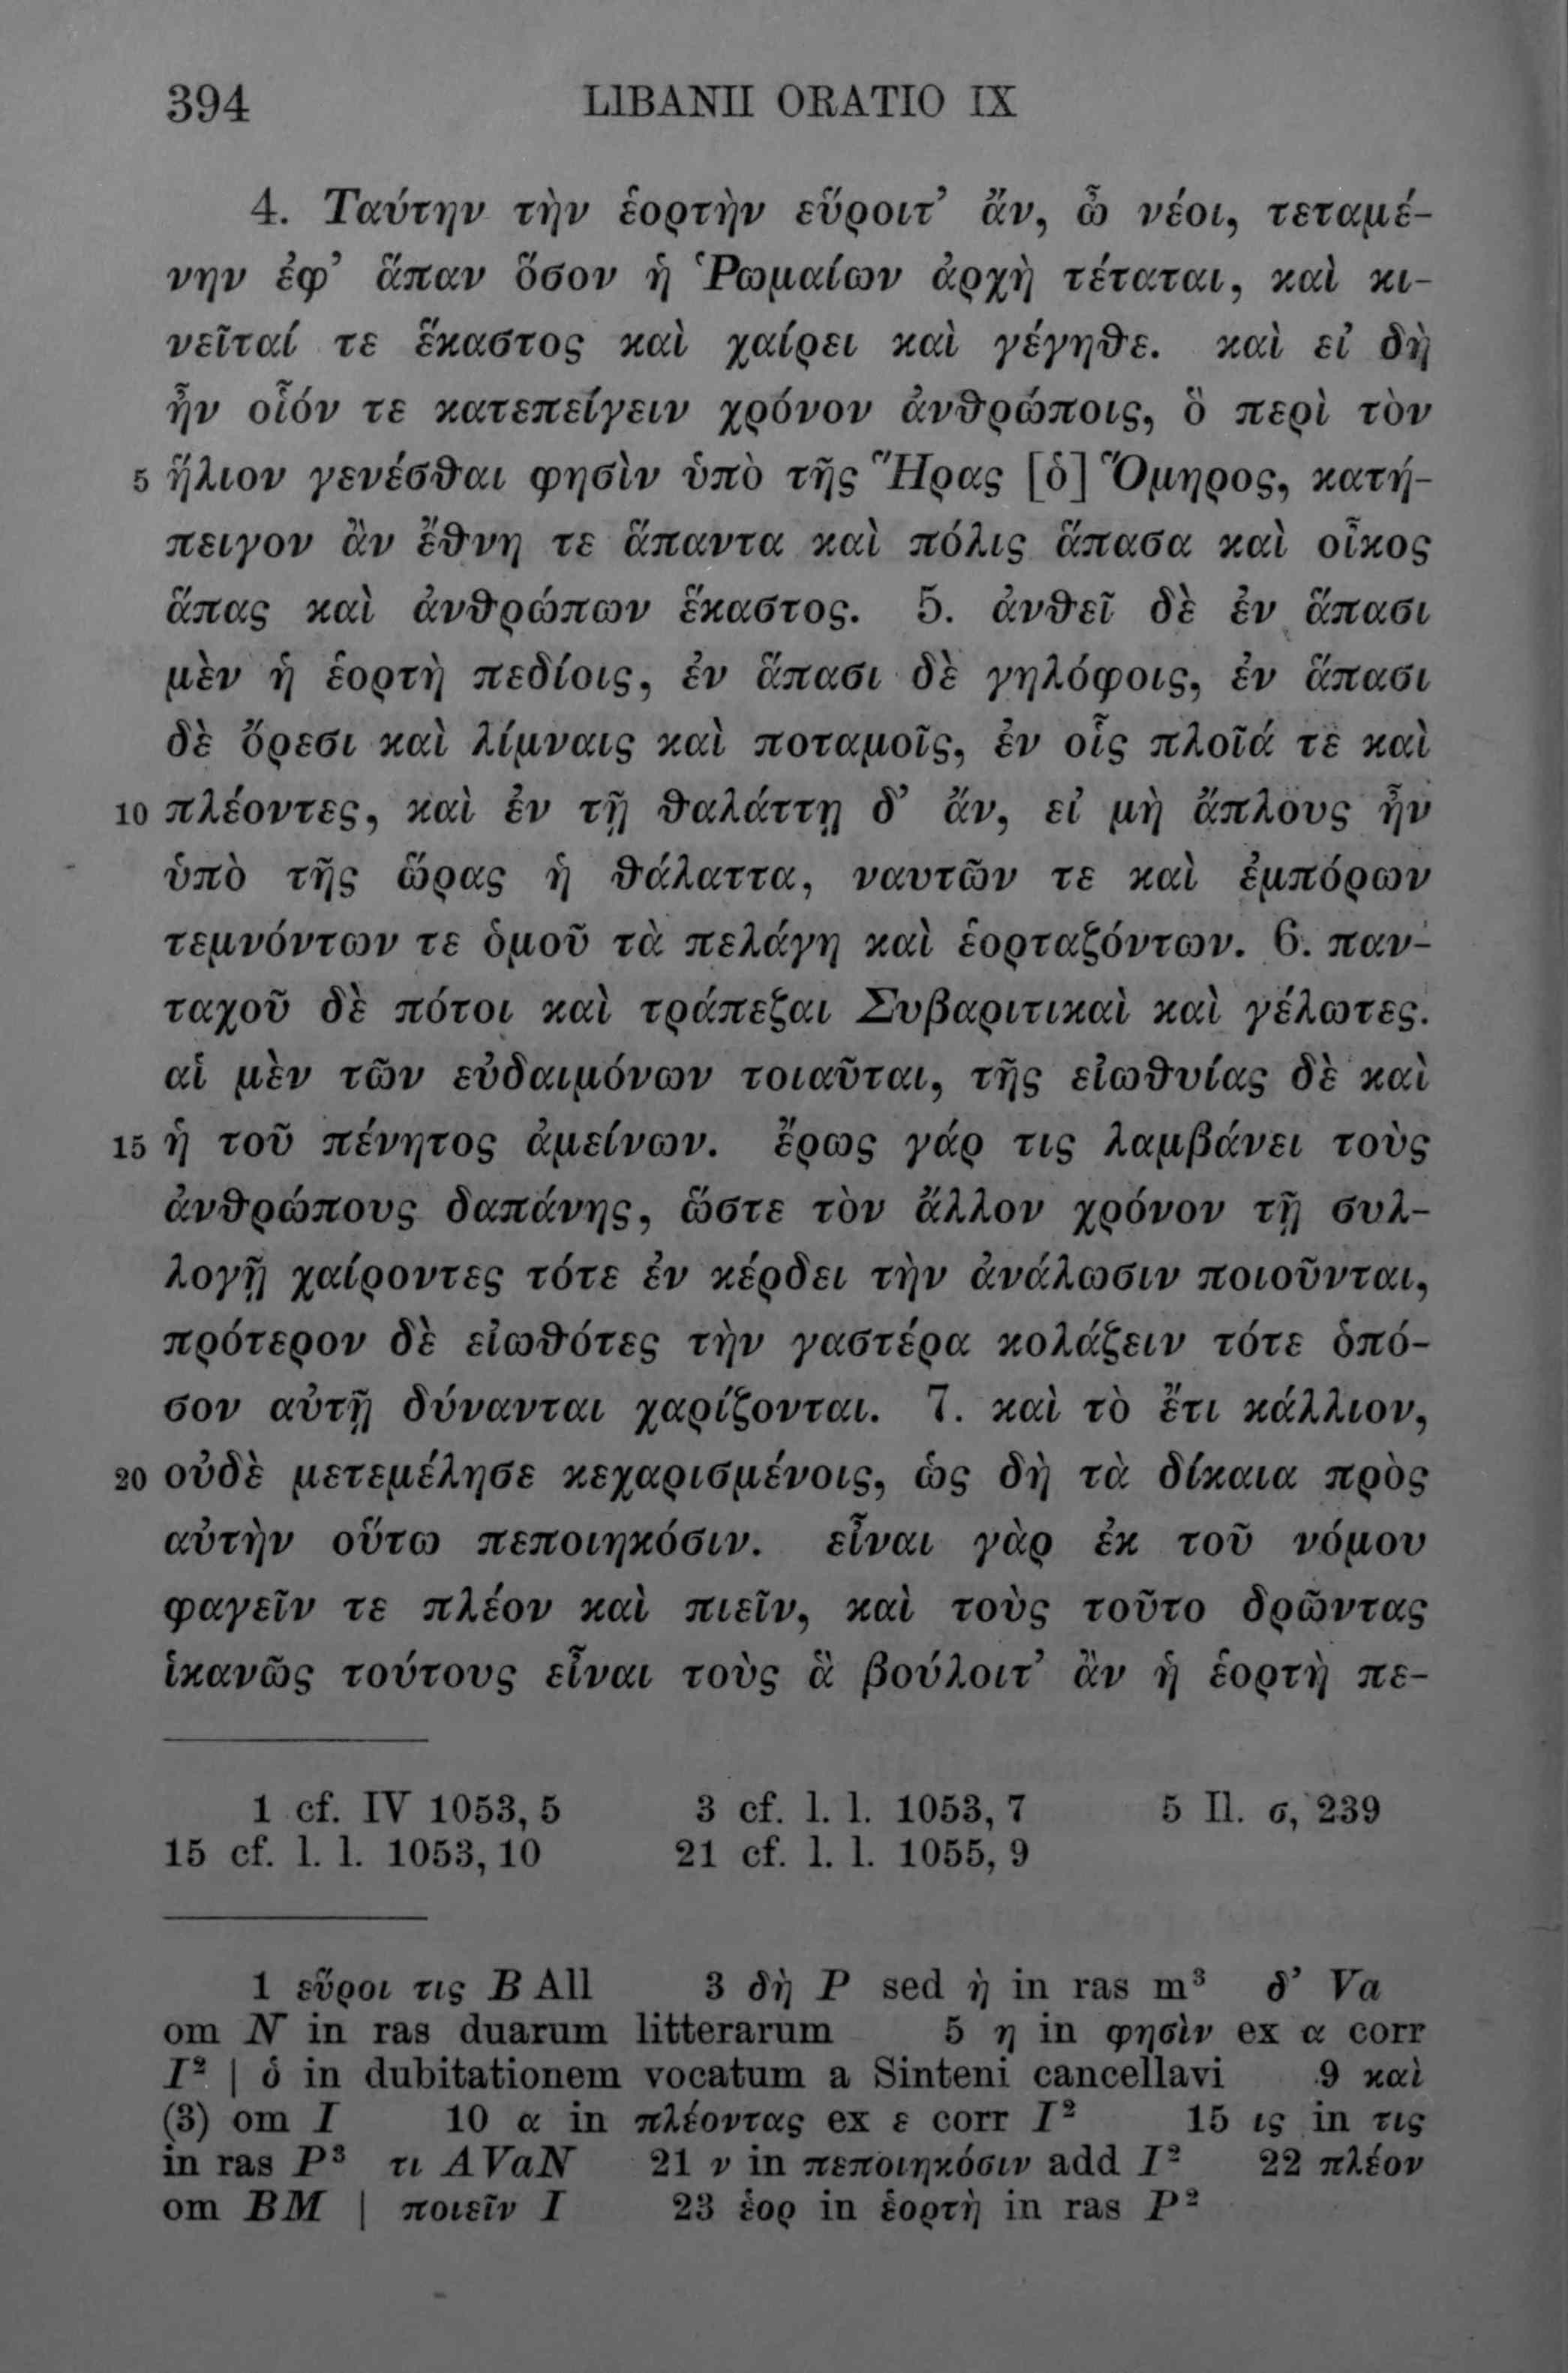 394 LIBANII ORATIO IX
4. Ταύτην τὴν ἑορτὴν εὕροιτ’ ἄν, ὦ νέοι, τεταμέ-
νην ἐφ’ ἅπαν ὅσον ἡ Ῥωμαίων ἀρχὴ τέταται, καὶ κι-
νεῖταί τε ἕκαστος καὶ χαίρει καὶ γέγηθε. καὶ εἰ δὴ
ἦν οἷόν τε κατεπείγειν χρόνον ἀνθρώποις, ὃ περὶ τὸν
5 ἥλιον γενέσθαι φησὶν ὑπὸ τῆς Ἥρας [ὁ] Ὅμηρος, κατή-
πειγον ἂν ἔθνη τε ἅπαντα καὶ πόλις ἅπασα καὶ οἶκος
ἅπας καὶ ἀνθρώπων ἕκαστος. 5. ἀνθεῖ δὲ ἐν ἅπασι
μὲν ἡ ἑορτὴ πεδίοις, ἐν ἅπασι δὲ γηλόφοις, ἐν ἅπασι
δὲ ὄρεσι καὶ λίμναις καὶ ποταμοῖς, ἐν οἷς πλοῖά τε καὶ
10 πλέοντες, καὶ ἐν τῇ θαλάττῃ δ’ ἄν, εἰ μὴ ἄπλους ἦν
ὑπὸ τῆς ὥρας ἡ θάλαττα, ναυτῶν τε καὶ ἐμπόρων
τεμνόντων τε ὁμοῦ τὰ πελάγη καὶ ἑορταζόντων. 6. παν-
ταχοῦ δὲ πότοι καὶ τράπεζαι Συβαριτικαὶ καὶ γέλωτες.
αἱ μὲν τῶν εὐδαιμόνων τοιαῦται, τῆς εἰωθυίας δὲ καὶ
15 ἡ τοῦ πένητος ἀμείνων. ἔρως γάρ τις λαμβάνει τοὺς
ἀνθρώπους δαπάνης, ὥστε τὸν ἄλλον χρόνον τῇ συλ-
λογῇ χαίροντες τότε ἐν κέρδει τὴν ἀνάλωσιν ποιοῦνται,
πρότερον δὲ εἰωθότες τὴν γαστέρα κολάζειν τότε ὁπό-
σον αὐτῇ δύνανται χαρίζονται. 7. καὶ τὸ ἔτι κάλλιον,
20 οὐδὲ μετεμέλησε κεχαρισμένοις, ὡς δὴ τὰ δίκαια πρὸς
αὐτὴν οὕτω πεποιηκόσιν. εἶναι γὰρ ἐκ τοῦ νόμου
φαγεῖν τε πλέον καὶ πιεῖν, καὶ τοὺς τοῦτο δρῶντας
ἱκανῶς τούτους εἶναι τοὺς ἃ βούλοιτ’ ἂν ἡ ἑορτὴ πε-
1 cf. IV 1053, 5 3 cf. l. l. 1053, 7 5 Il. σ, 239
15 cf. l. l. 1053, 10 21 cf. l. l. 1055, 9
1 εὕροι τις B All 3 δὴ P sed ὴ in ras m³ δ’ Va
om N in ras duarum litterarum 5 η in φησὶν ex α corr
I² | ὁ in dubitationem vocatum a Sinteni cancellavi 9 καὶ
(3) om I 10 α in πλέοντας ex ε corr I² 15 ις in τις
in ras P³ τι AVaN 21 ν in πεποιηκόσιν add I² 22 πλέον
om BM | ποιεῖν I 23 ἑορ in ἑορτὴ in ras P²